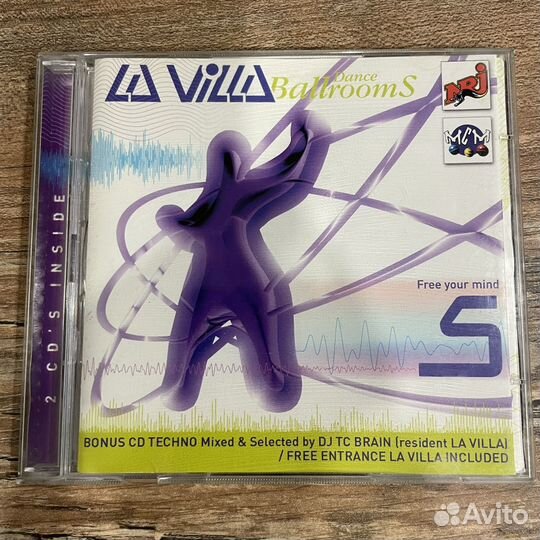 LA VILLA
Dance
BallroomS
NRJ
MCM
2 CD'S INSIDE
Free your mind
5
BONUS CD TECHNO Mixed & Selected by DJ TC BRAIN (resident LA VILLA)
/ FREE ENTRANCE LA VILLA INCLUDED
Avito